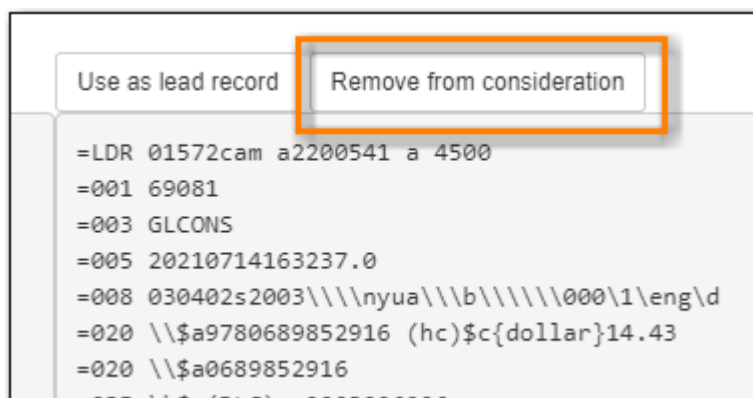 Use as lead record Remove from consideration
=LDR 01572cam a2200541 a 4500
=001 69081
=003 GLCONS
=005 20210714163237.0
=008 030402s2003\\\\nyua\\\b\\\\\\000\1\eng\d
=020 \\$a9780689852916 (hc)$c{dollar}14.43
=020 \\$a0689852916